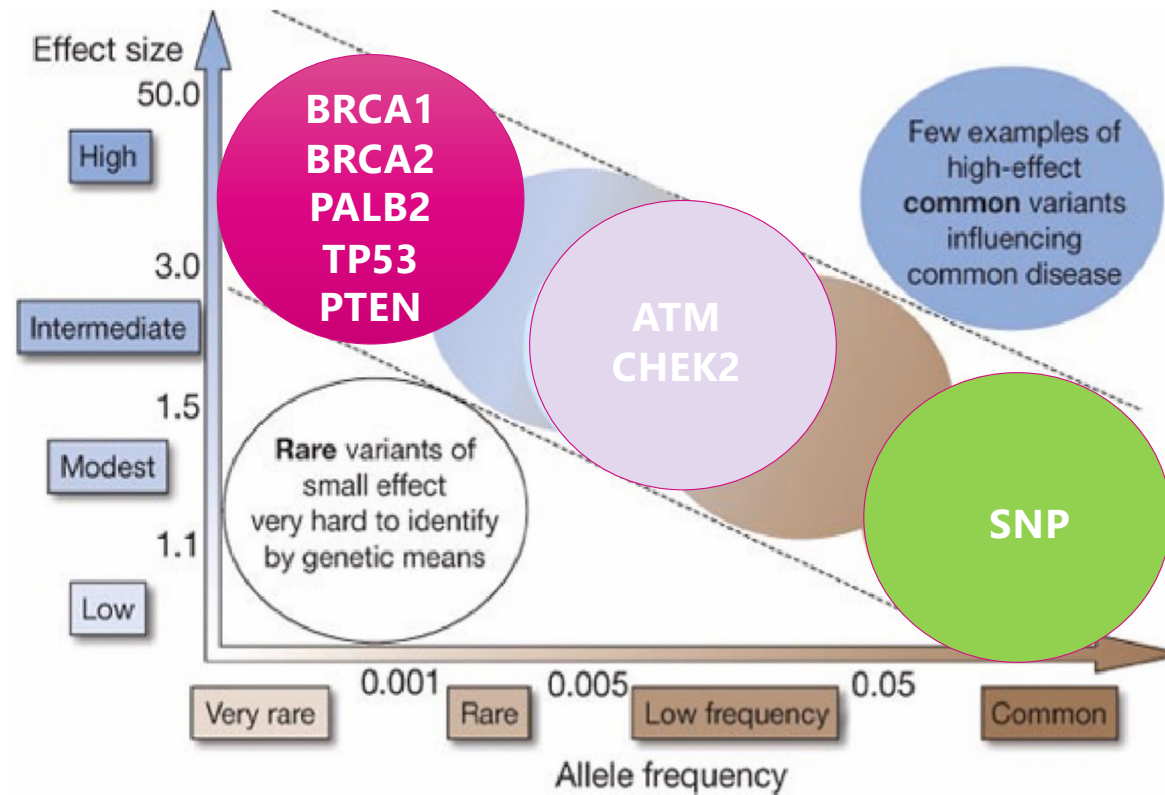 Effect size
50.0
High
3.0
Intermediate
1.5
Modest
1.1
Low
BRCA1
BRCA2
PALB2
TP53
PTEN
ATM
CHEK2
Few examples of
high-effect
common variants
influencing
common disease
Rare variants of
small effect
very hard to identify
by genetic means
SNP
0.001
0.005
0.05
Very rare
Rare
Low frequency
Common
Allele frequency